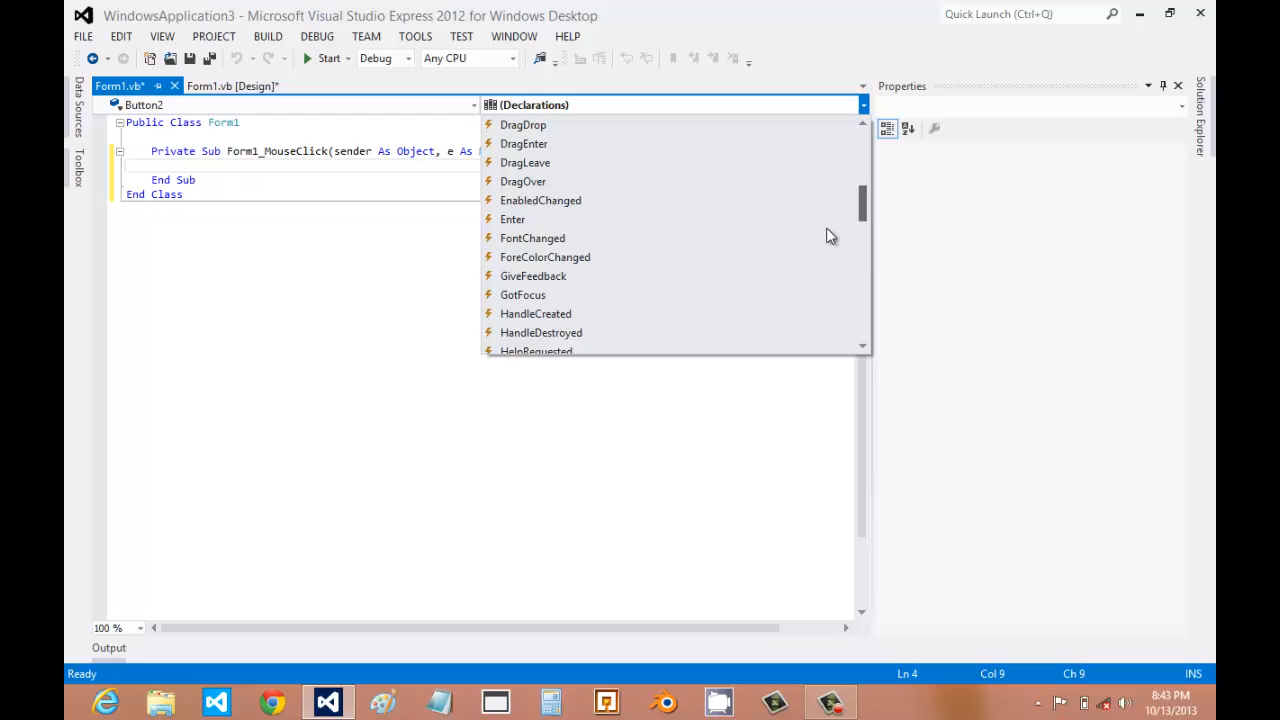 WindowsApplication3 - Microsoft Visual Studio Express 2012 for Windows Desktop
Quick Launch (Ctrl+Q)
FILE EDIT VIEW PROJECT BUILD DEBUG TEAM TOOLS TEST WINDOW HELP
Start Debug Any CPU
Data Sources
Toolbox
Form1.vb* Form1.vb [Design]*
Button2 (Declarations)
Public Class Form1
Private Sub Form1_MouseClick(sender As Object, e As
End Sub
End Class
DragDrop
DragEnter
DragLeave
DragOver
EnabledChanged
Enter
FontChanged
ForeColorChanged
GiveFeedback
GotFocus
HandleCreated
HandleDestroyed
HelpRequested
Properties
Solution Explorer
100 %
Output
Ready Ln 4 Col 9 Ch 9 INS
8:43 PM
10/13/2013